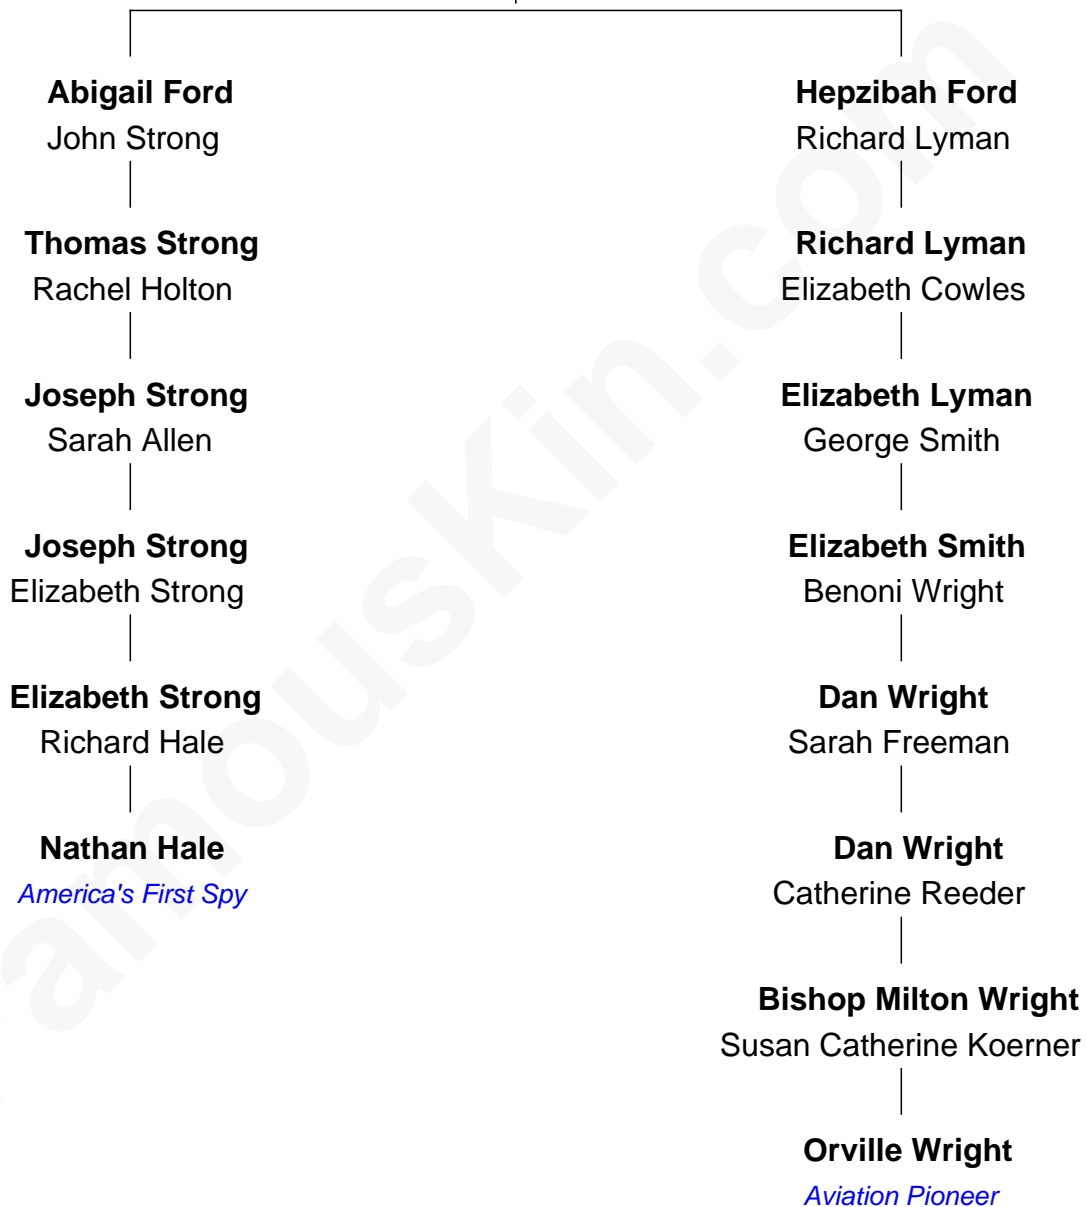 Abigail Ford
John Strong
Thomas Strong
Rachel Holton
Joseph Strong
Sarah Allen
Joseph Strong
Elizabeth Strong
Elizabeth Strong
Richard Hale
Nathan Hale
America's First Spy
Hepzibah Ford
Richard Lyman
Richard Lyman
Elizabeth Cowles
Elizabeth Lyman
George Smith
Elizabeth Smith
Benoni Wright
Dan Wright
Sarah Freeman
Dan Wright
Catherine Reeder
Bishop Milton Wright
Susan Catherine Koerner
Orville Wright
Aviation Pioneer
amousKin.com